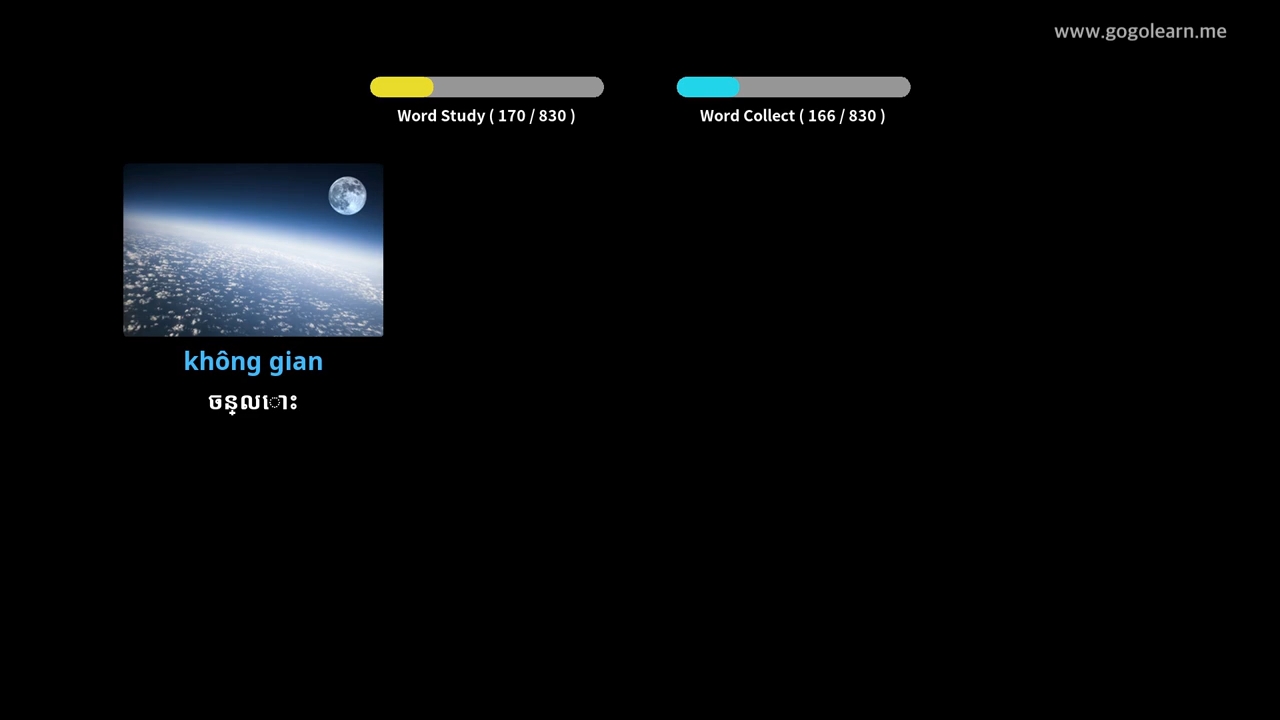 www.gogolearn.me
Word Study ( 170 / 830 )
Word Collect ( 166 / 830 )
không gian
ចន្លោះ